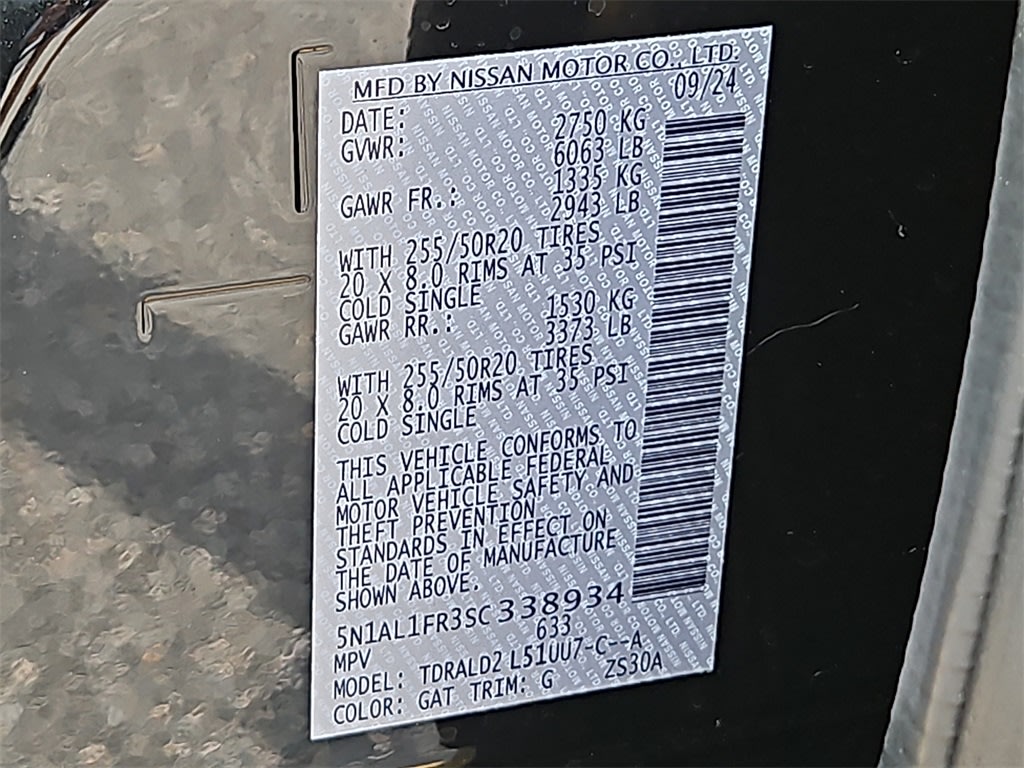 MFD BY NISSAN MOTOR CO., LTD.
DATE: 09/24
GVWR: 2750 KG
6063 LB
GAWR FR.: 1335 KG
2943 LB
WITH 255/50R20 TIRES
20 X 8.0 RIMS AT 35 PSI
COLD SINGLE
GAWR RR.: 1530 KG
3373 LB
WITH 255/50R20 TIRES
20 X 8.0 RIMS AT 35 PSI
COLD SINGLE
THIS VEHICLE CONFORMS TO
ALL APPLICABLE FEDERAL
MOTOR VEHICLE SAFETY AND
THEFT PREVENTION
STANDARDS IN EFFECT ON
THE DATE OF MANUFACTURE
SHOWN ABOVE.
5N1AL1FR3SC338934
MPV 633
MODEL: TDRALD2 L51UU7-C--A
COLOR: GAT TRIM: G ZS30A